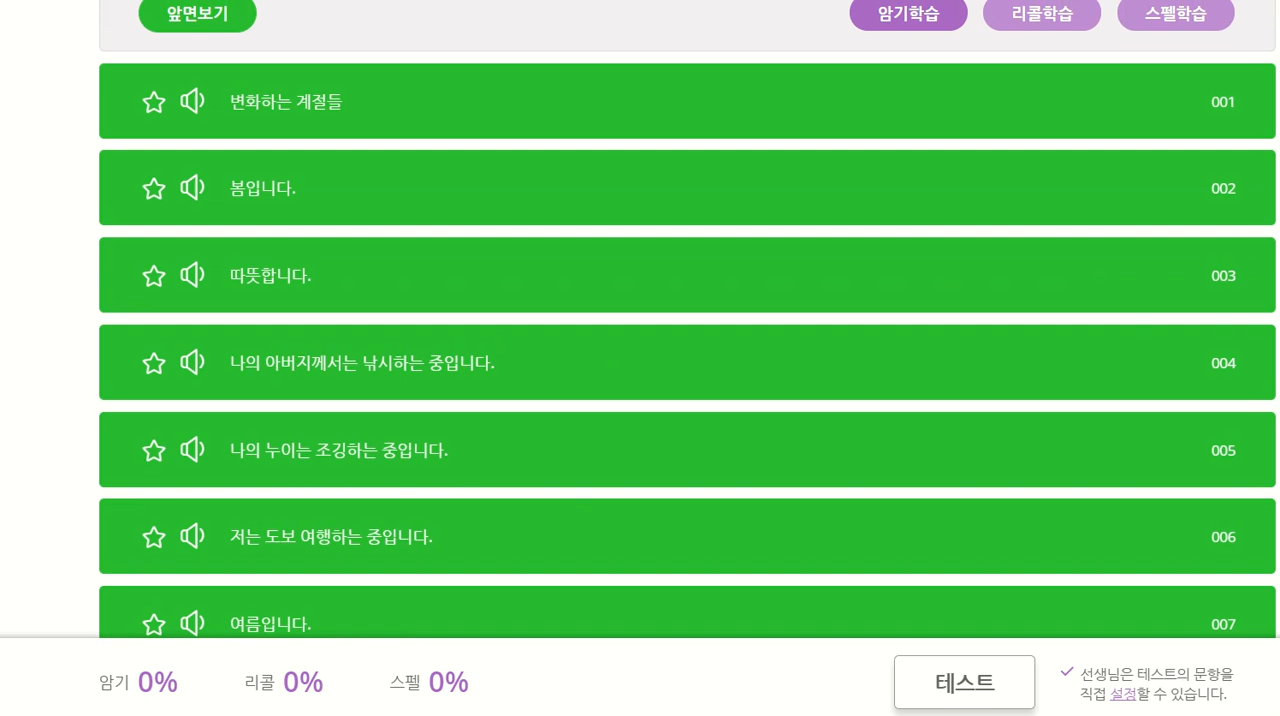 앞면보기 암기학습 리콜학습 스펠학습
변화하는 계절들 001
봄입니다. 002
따뜻합니다. 003
나의 아버지께서는 낚시하는 중입니다. 004
나의 누이는 조깅하는 중입니다. 005
저는 도보 여행하는 중입니다. 006
여름입니다. 007
암기 0% 리콜 0% 스펠 0% 테스트 선생님은 테스트의 문항을
직접 설정할 수 있습니다.